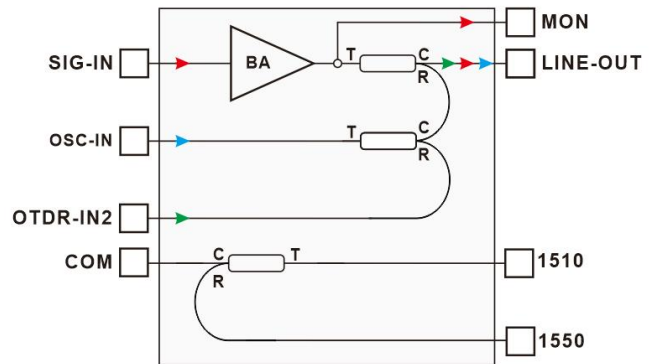 MON
SIG-IN
BA
T
C
R
LINE-OUT
OSC-IN
T
C
R
OTDR-IN2
COM
C
T
R
1510
1550